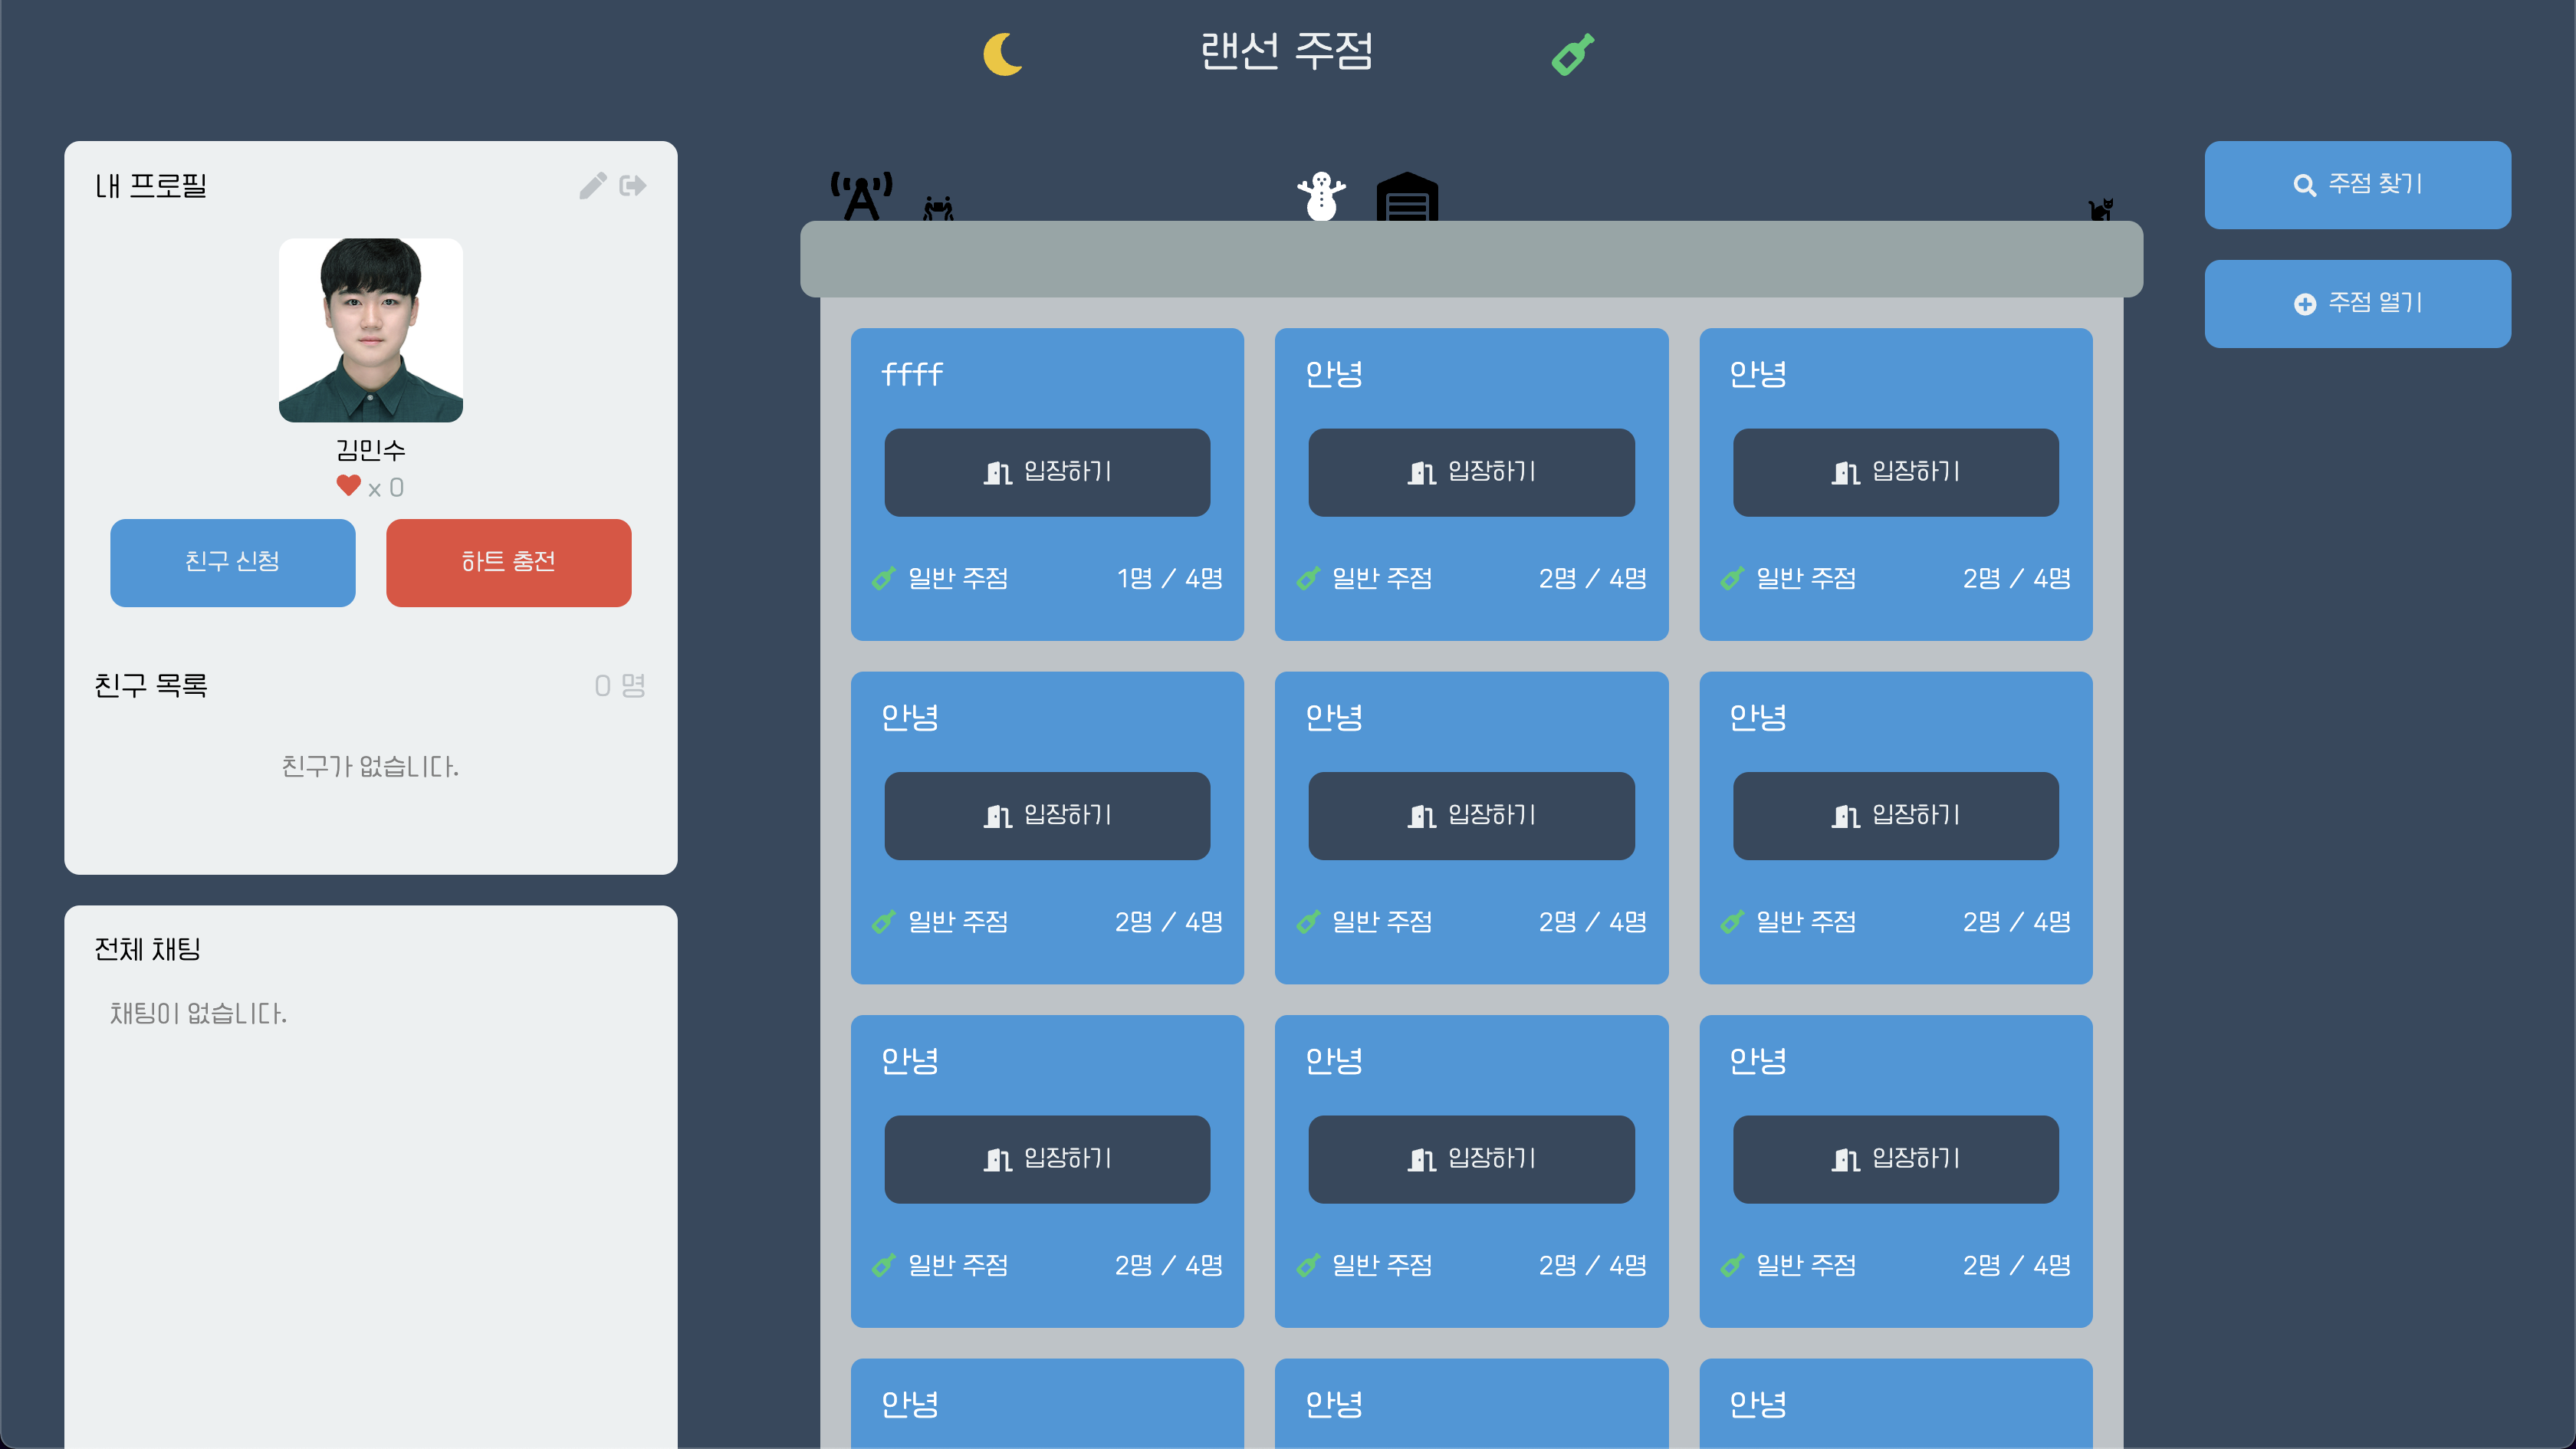 랜선 주점
내 프로필
김민수
x 0
친구 신청
하트 충전
친구 목록
0 명
친구가 없습니다.
전체 채팅
채팅이 없습니다.
ffff
입장하기
일반 주점
1명 / 4명
안녕
입장하기
일반 주점
2명 / 4명
안녕
입장하기
일반 주점
2명 / 4명
안녕
입장하기
일반 주점
2명 / 4명
안녕
입장하기
일반 주점
2명 / 4명
안녕
입장하기
일반 주점
2명 / 4명
안녕
입장하기
일반 주점
2명 / 4명
안녕
입장하기
일반 주점
2명 / 4명
안녕
입장하기
일반 주점
2명 / 4명
안녕
안녕
안녕
주점 찾기
주점 열기